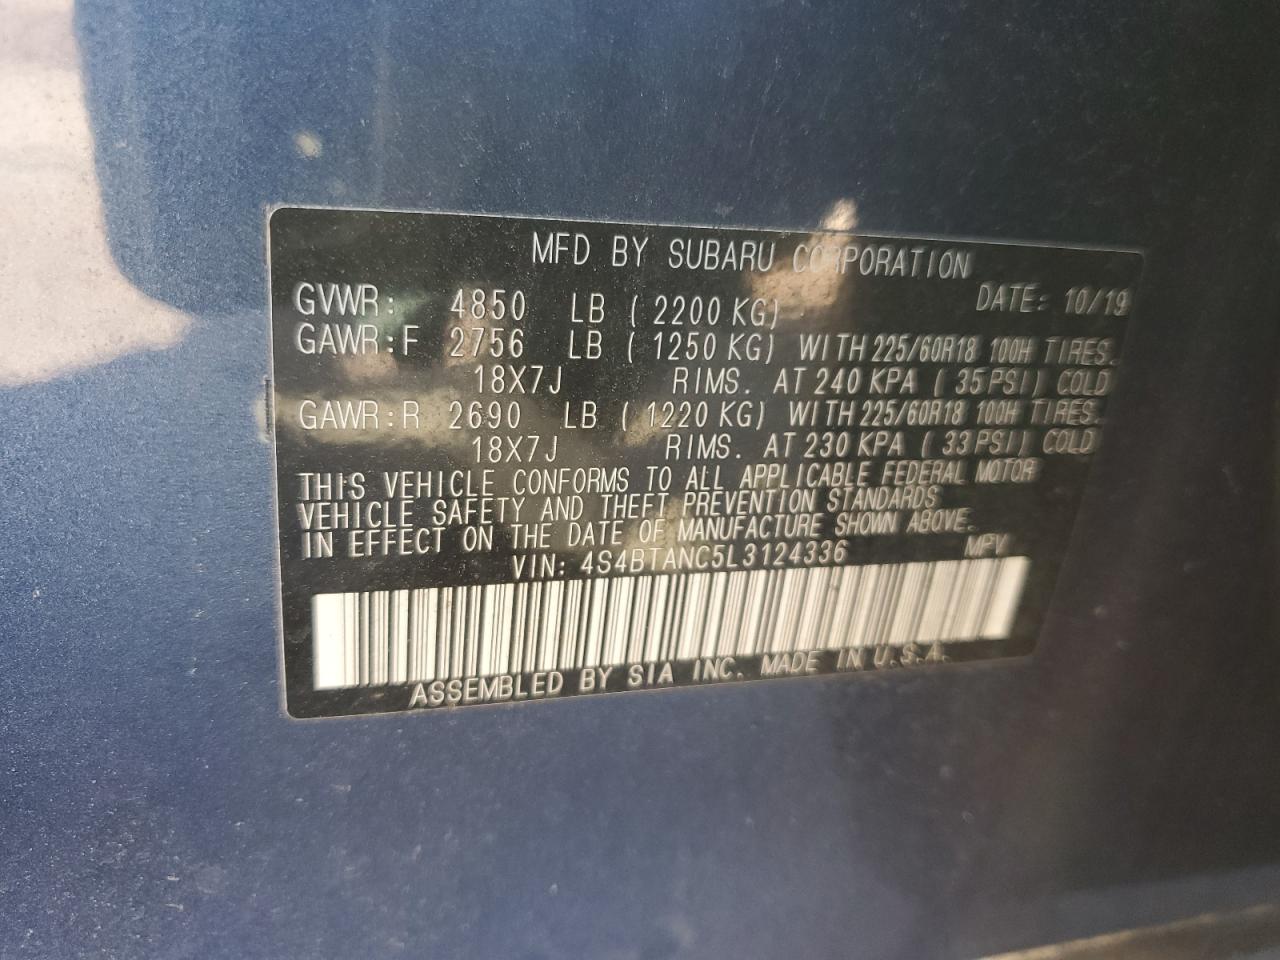 MFD BY SUBARU CORPORATION
DATE: 10/19
GVWR: 4850 LB (2200 KG)
GAWR:F 2756 LB (1250 KG) WITH 225/60R18 100H TIRES.
18X7J RIMS. AT 240 KPA (35PSI) COLD
GAWR:R 2690 LB (1220 KG) WITH 225/60R18 100H TIRES.
18X7J RIMS. AT 230 KPA (33PSI) COLD
THIS VEHICLE CONFORMS TO ALL APPLICABLE FEDERAL MOTOR
VEHICLE SAFETY AND THEFT PREVENTION STANDARDS
IN EFFECT ON THE DATE OF MANUFACTURE SHOWN ABOVE.
VIN: 4S4BTANC5L3124336 MPV
ASSEMBLED BY SIA INC. MADE IN U.S.A.